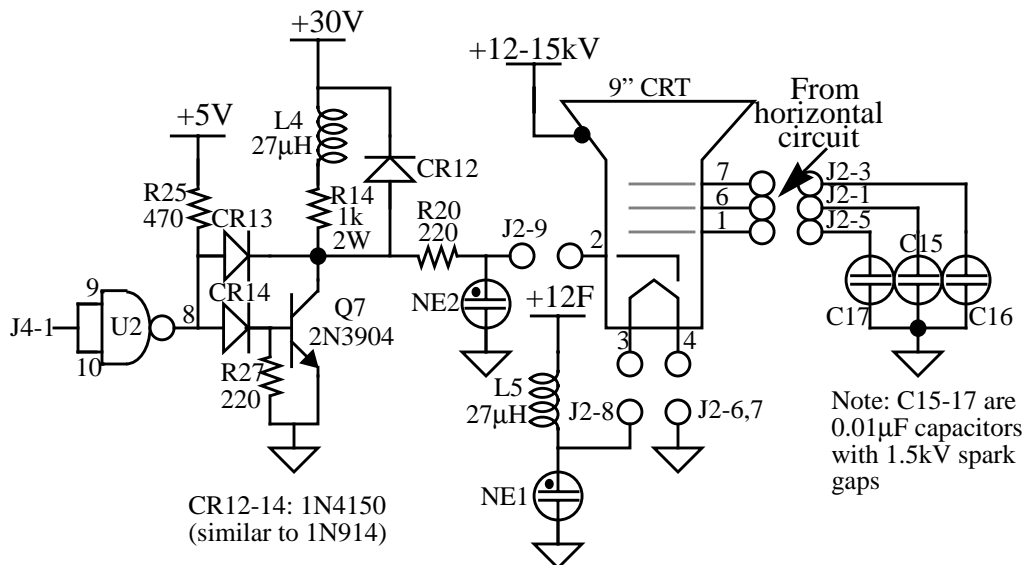 +30V
+12-15kV
9” CRT
From
horizontal
circuit
+5V
L4
27μH
CR12
R25
470
R14
1k
2W
CR13
R20
220
J2-9
2
7
6
1
J2-3
J2-1
J2-5
C15
C17
C16
9
J4-1
U2
10
8
CR14
Q7
2N3904
NE2
+12F
3
4
R27
220
L5
27μH
J2-8
J2-6,7
NE1
Note: C15-17 are
0.01μF capacitors
with 1.5kV spark
gaps
CR12-14: 1N4150
(similar to 1N914)